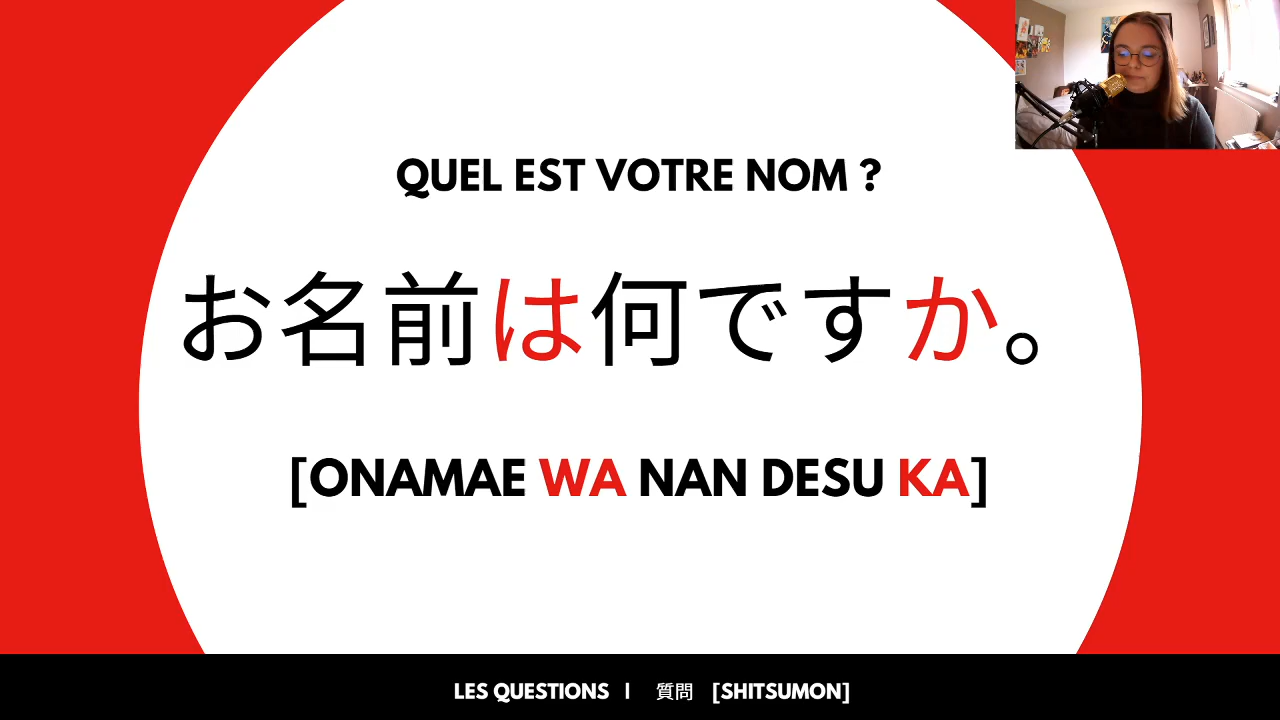 QUEL EST VOTRE NOM ?
お名前は何ですか。
[ONAMAE WA NAN DESU KA]
LES QUESTIONS | 質問 [SHITSUMON]